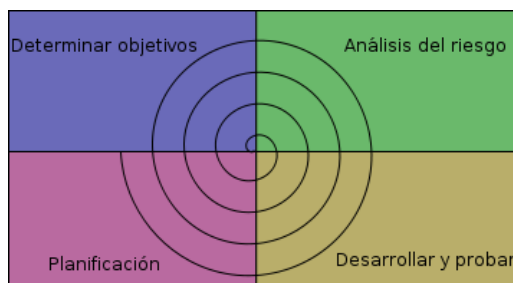 Determinar objetivos
Análisis del riesgo
Planificación
Desarrollar y probar